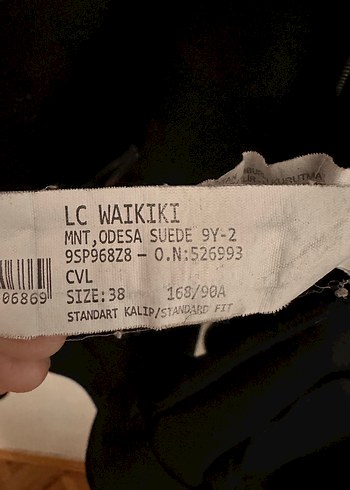 LC WAIKIKI
MNT,ODESA SUEDE 9Y-2
9SP968Z8 – O.N:526993
CVL
06869
SIZE:38 168/90A
STANDART KALIP/STANDARD FIT